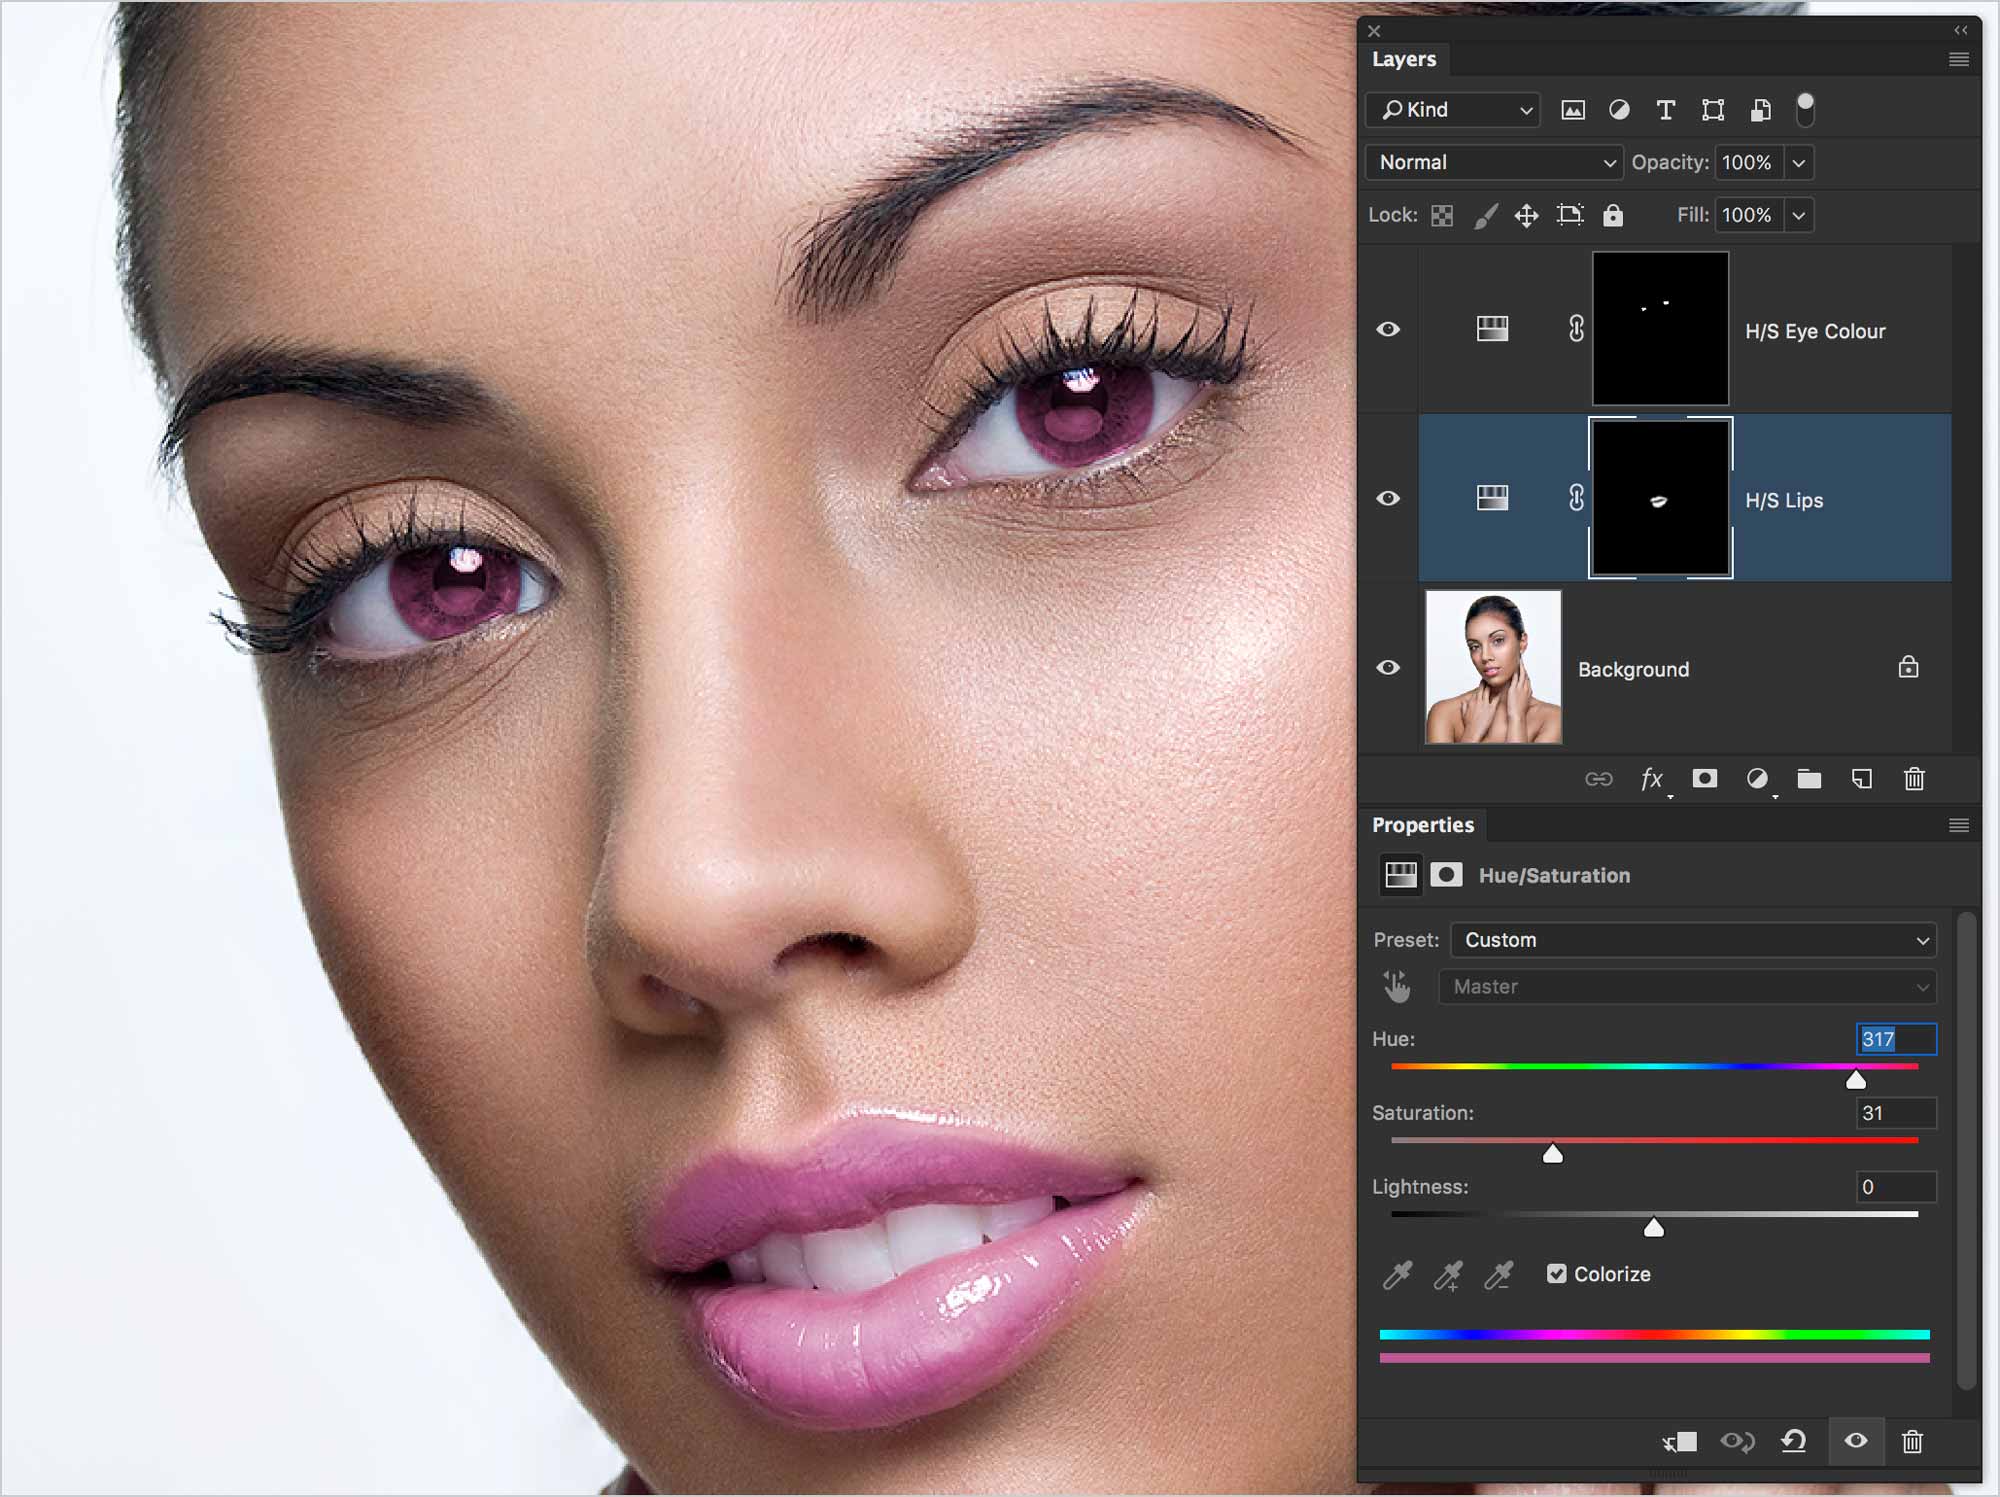 Layers
Kind
Normal Opacity: 100%
Lock: Fill: 100%
H/S Eye Colour
H/S Lips
Background
fx
Properties
Hue/Saturation
Preset: Custom
Master
Hue: 317
Saturation: 31
Lightness: 0
Colorize